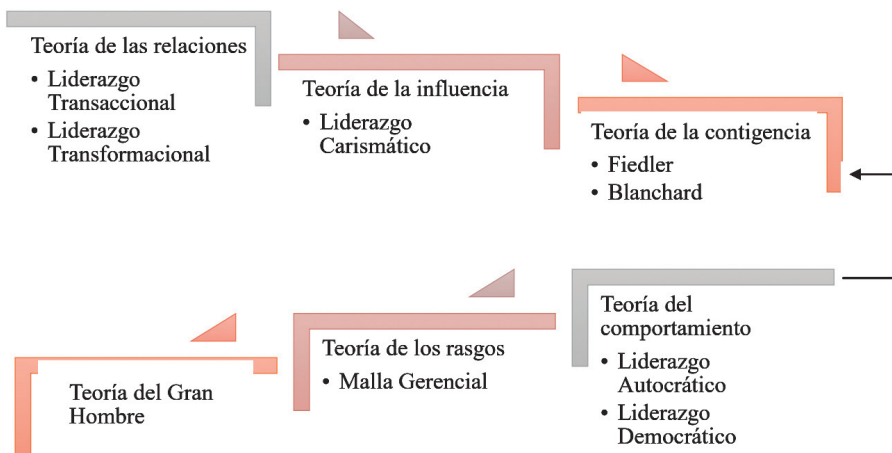 Teoría de las relaciones
• Liderazgo
Transaccional
• Liderazgo
Transformacional
Teoría de la influencia
• Liderazgo
Carismático
Teoría de la contigencia
• Fiedler
• Blanchard
Teoría del Gran
Hombre
Teoría de los rasgos
• Malla Gerencial
Teoría del
comportamiento
• Liderazgo
Autocrático
• Liderazgo
Democrático